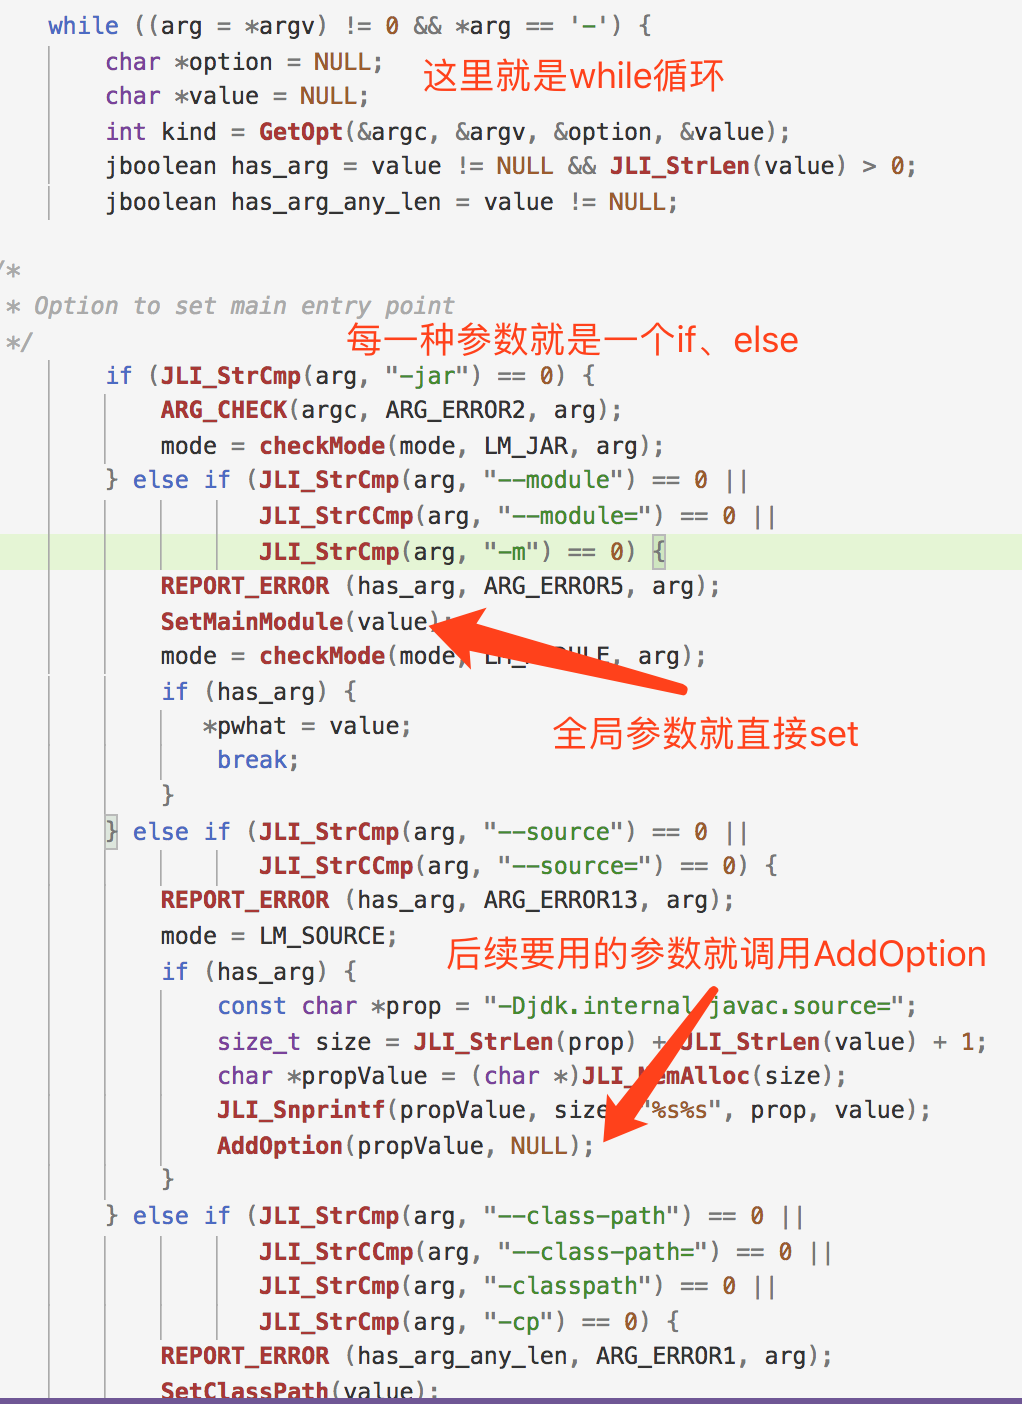 while ((arg = *argv) != 0 && *arg == '-') {
char *option = NULL;
这里就是while循环
char *value = NULL;
int kind = GetOpt(&argc, &argv, &option, &value);
jboolean has_arg = value != NULL && JLI_StrLen(value) > 0;
jboolean has_arg_any_len = value != NULL;
/*
* Option to set main entry point
*/
每一种参数就是一个if、else
if (JLI_StrCmp(arg, "-jar") == 0) {
ARG_CHECK(argc, ARG_ERROR2, arg);
mode = checkMode(mode, LM_JAR, arg);
} else if (JLI_StrCmp(arg, "--module") == 0 ||
JLI_StrCCmp(arg, "--module=") == 0 ||
JLI_StrCmp(arg, "-m") == 0) {
REPORT_ERROR (has_arg, ARG_ERROR5, arg);
SetMainModule(value);
mode = checkMode(mode, LM_MODULE, arg);
if (has_arg) {
*pwhat = value;
全局参数就直接set
break;
}
} else if (JLI_StrCmp(arg, "--source") == 0 ||
JLI_StrCCmp(arg, "--source=") == 0) {
REPORT_ERROR (has_arg, ARG_ERROR13, arg);
mode = LM_SOURCE;
后续要用的参数就调用AddOption
if (has_arg) {
const char *prop = "-Djdk.internal.javac.source=";
size_t size = JLI_StrLen(prop) + JLI_StrLen(value) + 1;
char *propValue = (char *)JLI_MemAlloc(size);
JLI_Snprintf(propValue, size, "%s%s", prop, value);
AddOption(propValue, NULL);
}
} else if (JLI_StrCmp(arg, "--class-path") == 0 ||
JLI_StrCCmp(arg, "--class-path=") == 0 ||
JLI_StrCmp(arg, "-classpath") == 0 ||
JLI_StrCmp(arg, "-cp") == 0) {
REPORT_ERROR (has_arg_any_len, ARG_ERROR1, arg);
SetClassPath(value);